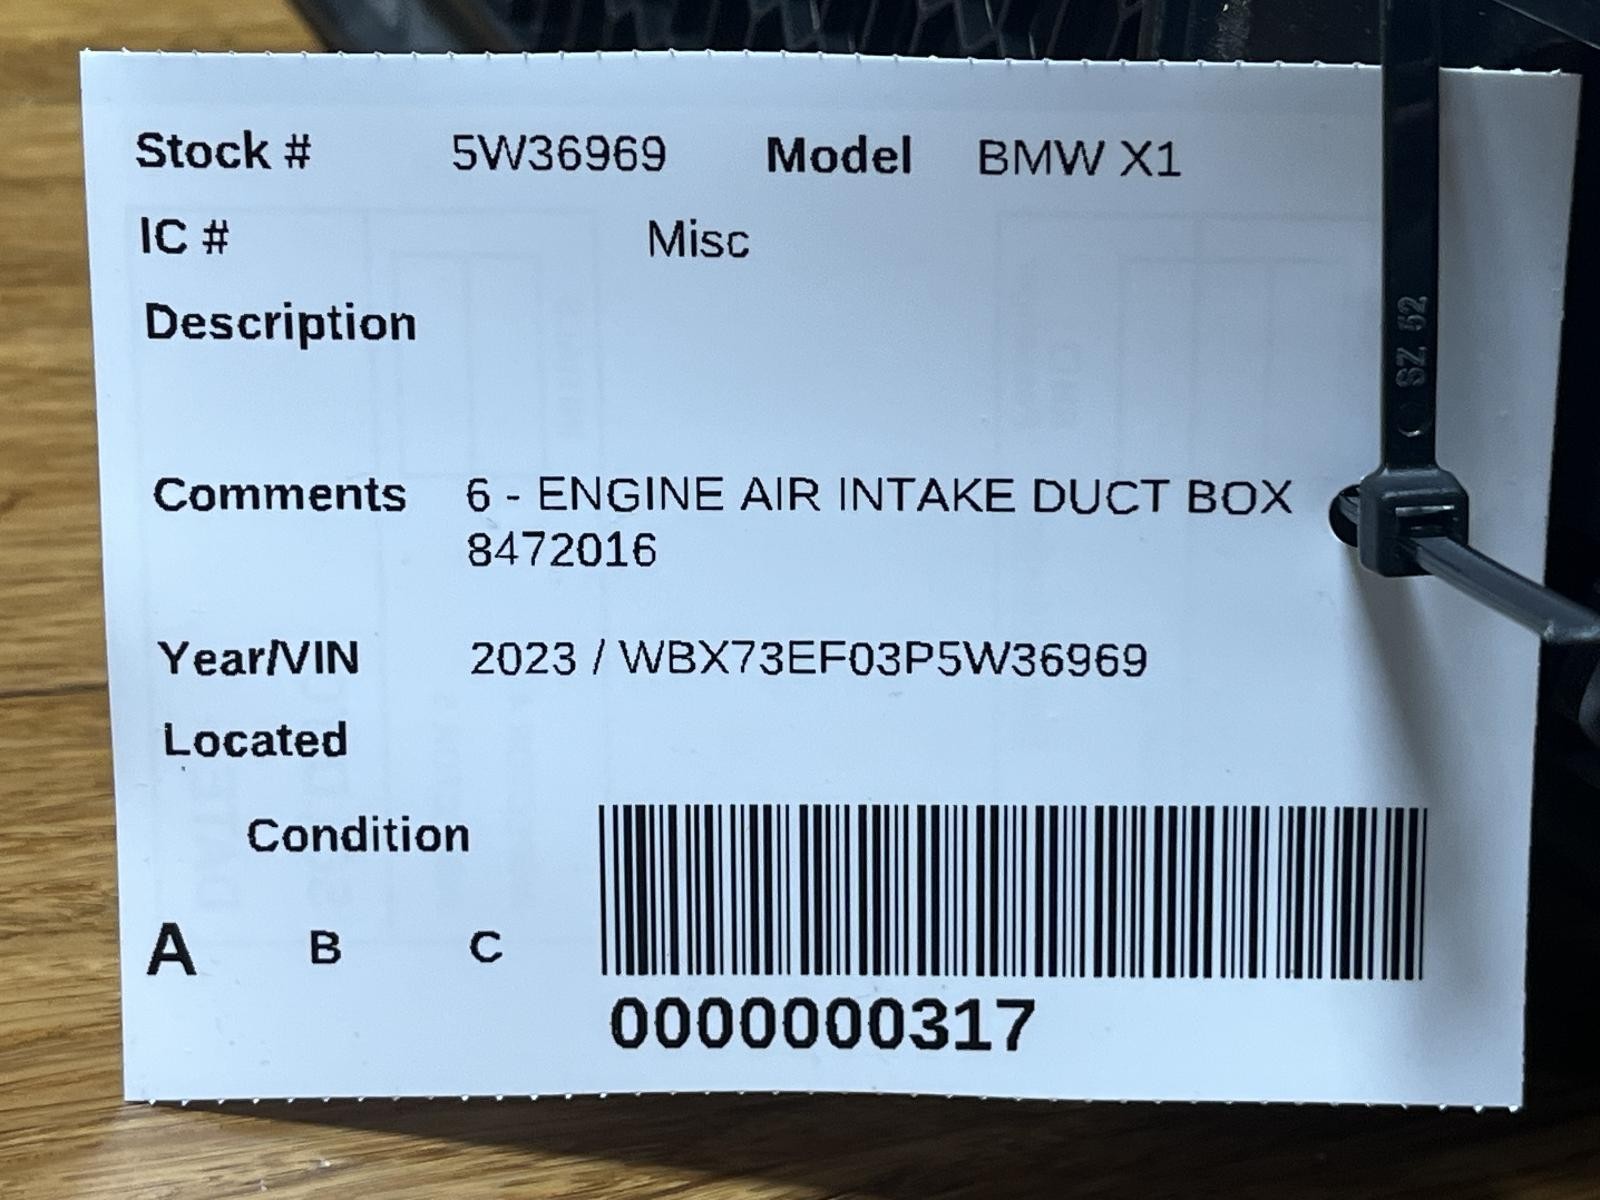 Stock # 5W36969 Model BMW X1
IC # Misc
Description
Comments 6 - ENGINE AIR INTAKE DUCT BOX
8472016
Year/VIN 2023 / WBX73EF03P5W36969
Located
Condition
A B C
0000000317
SZ 52